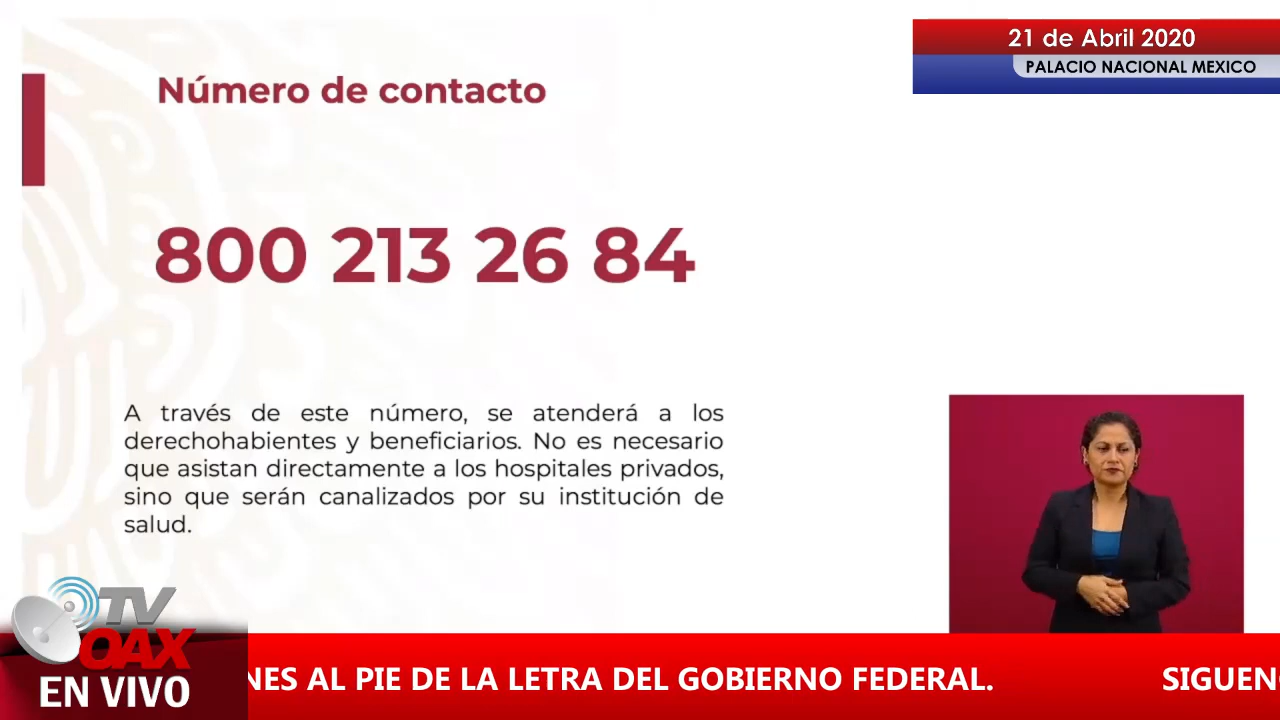 21 de Abril 2020
PALACIO NACIONAL MEXICO
Número de contacto
800 213 26 84
A través de este número, se atenderá a los
derechohabientes y beneficiarios. No es necesario
que asistan directamente a los hospitales privados,
sino que serán canalizados por su institución de
salud.
TV
OAX
EN VIVO
NES AL PIE DE LA LETRA DEL GOBIERNO FEDERAL. SIGUEN